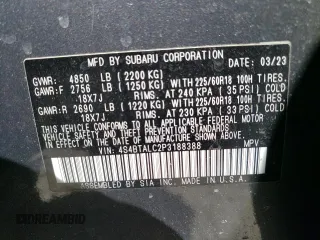 MFD BY SUBARU CORPORATION 03/23
GVWR: 4850 LB (2200 KG)
GAWR:F 2756 LB (1250 KG) WITH 225/60R18 100H TIRES.
18X7J RIMS AT 240 KPA (35 PSI) COLD
GAWR:R 2690 LB (1220 KG) WITH 225/60R18 100H TIRES.
18X7J RIMS AT 230 KPA (33 PSI) COLD
THIS VEHICLE CONFORMS TO ALL APPLICABLE FEDERAL MOTOR
VEHICLE SAFETY AND THEFT PREVENTION STANDARDS IN EFFECT
ON THE DATE OF MANUFACTURE SHOWN ABOVE.
VIN: 4S4BTALC2P3188388 MPV
ASSEMBLED BY SIA INC. MADE IN U.S.A.
AISDREAMID